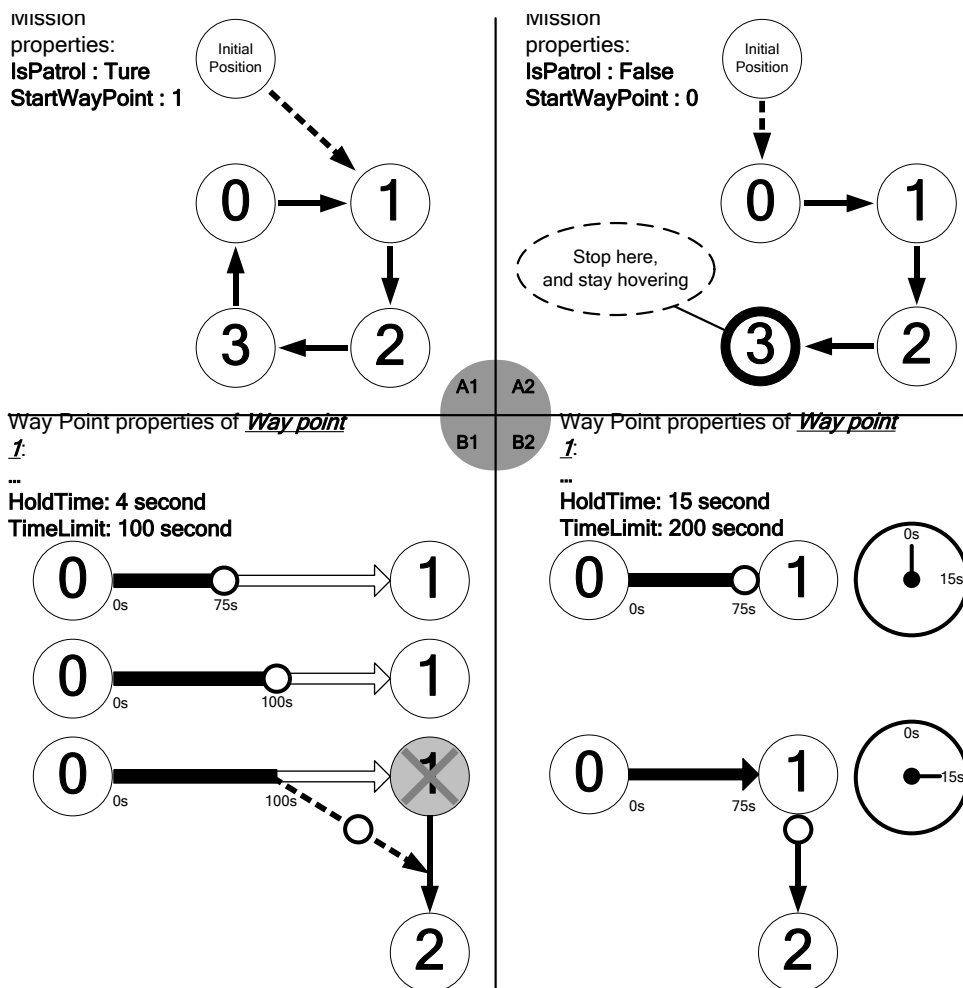 Mission
properties:
IsPatrol : Ture
StartWayPoint : 1
Initial
Position
0
1
3
2
Mission
properties:
IsPatrol : False
StartWayPoint : 0
Initial
Position
0
1
Stop here,
and stay hovering
3
2
A1
A2
B1
B2
Way Point properties of Way point
1:
...
HoldTime: 4 second
TimeLimit: 100 second
0
1
0s
75s
0
1
0s
100s
0
1
0s
100s
2
Way Point properties of Way point
1:
...
HoldTime: 15 second
TimeLimit: 200 second
0
1
0s
75s
0s
15s
0
1
0s
75s
0s
15s
2